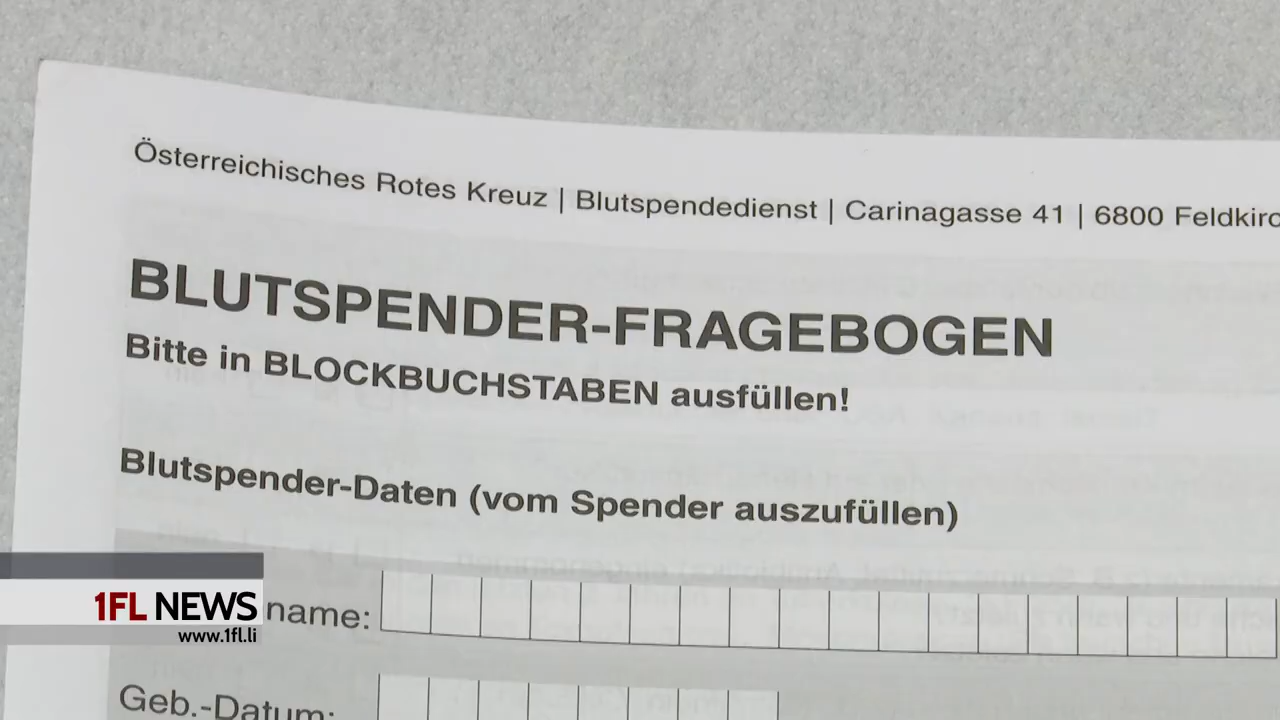 Österreichisches Rotes Kreuz | Blutspendedienst | Carinagasse 41 | 6800 Feldkirc
BLUTSPENDER-FRAGEBOGEN
Bitte in BLOCKBUCHSTABEN ausfüllen!
Blutspender-Daten (vom Spender auszufüllen)
name:
1FL NEWS
www.1fl.li
Geb.-Datum: